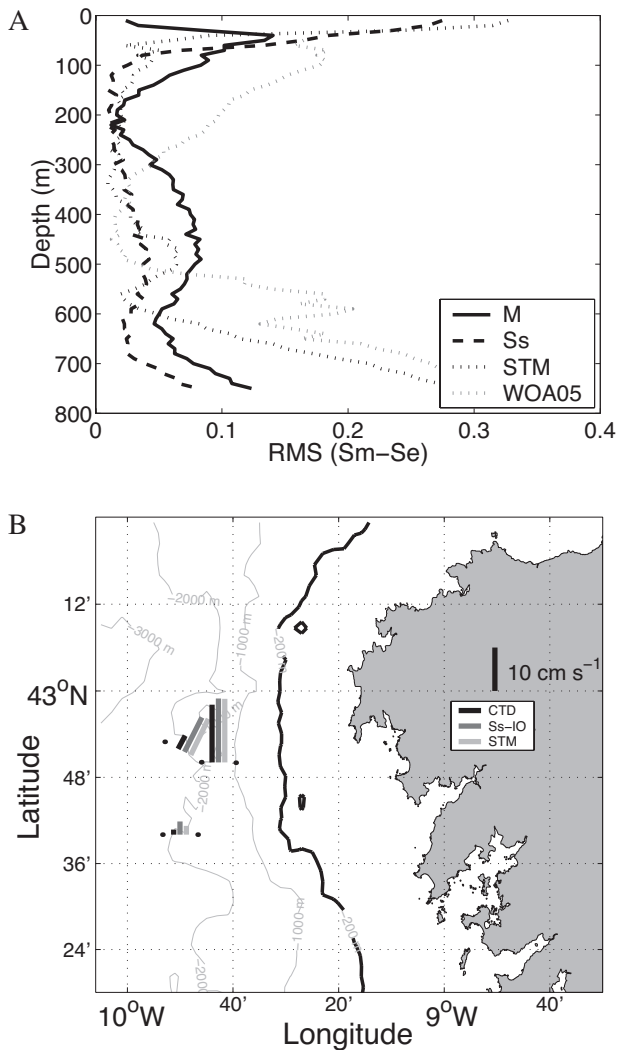 A
0
100
200
300
400
500
600
700
800
Depth (m)
0
0.1
0.2
0.3
0.4
RMS (Sm−Se)
M
Ss
STM
WOA05
B
12'
43°N
48'
36'
24'
Latitude
10°W
40'
20'
9°W
40'
Longitude
−2000 m
−3000 m
−1000 m
−2000 m
−1000 m
−200 m
−2000
10 cm s⁻¹
CTD
Ss−IO
STM